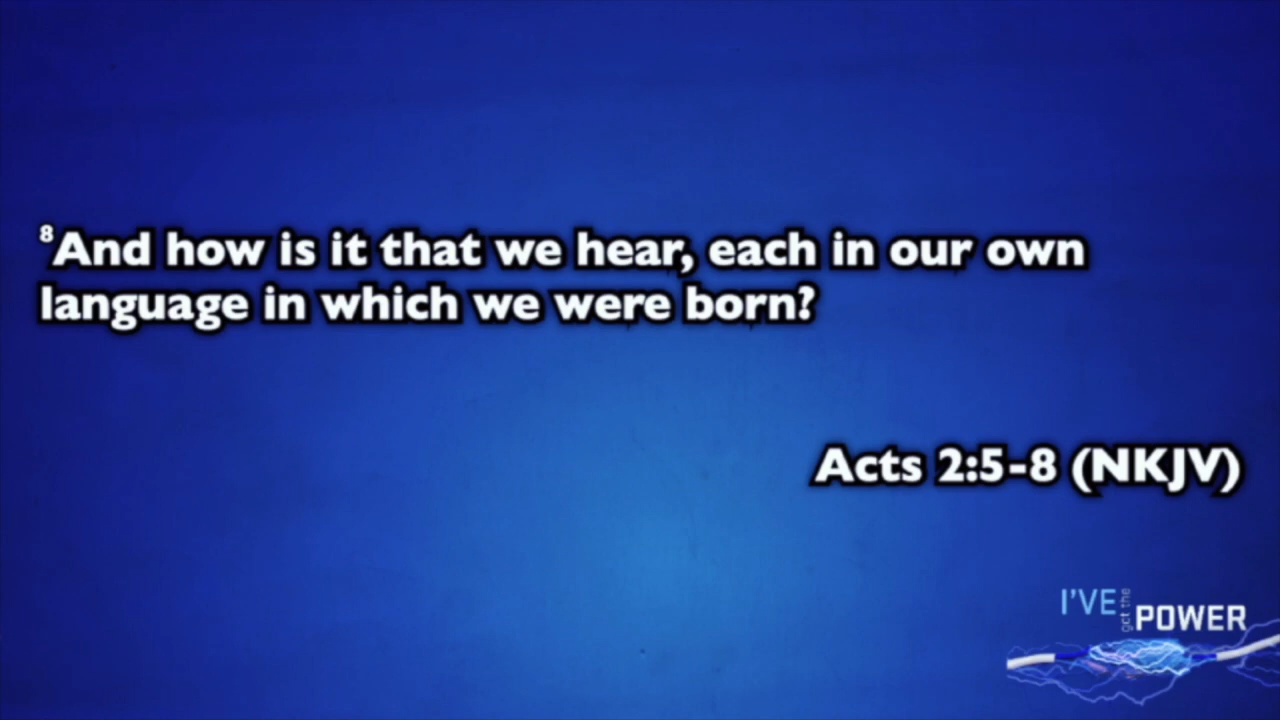 ⁸And how is it that we hear, each in our own
language in which we were born?
Acts 2:5-8 (NKJV)
I'VE got the POWER